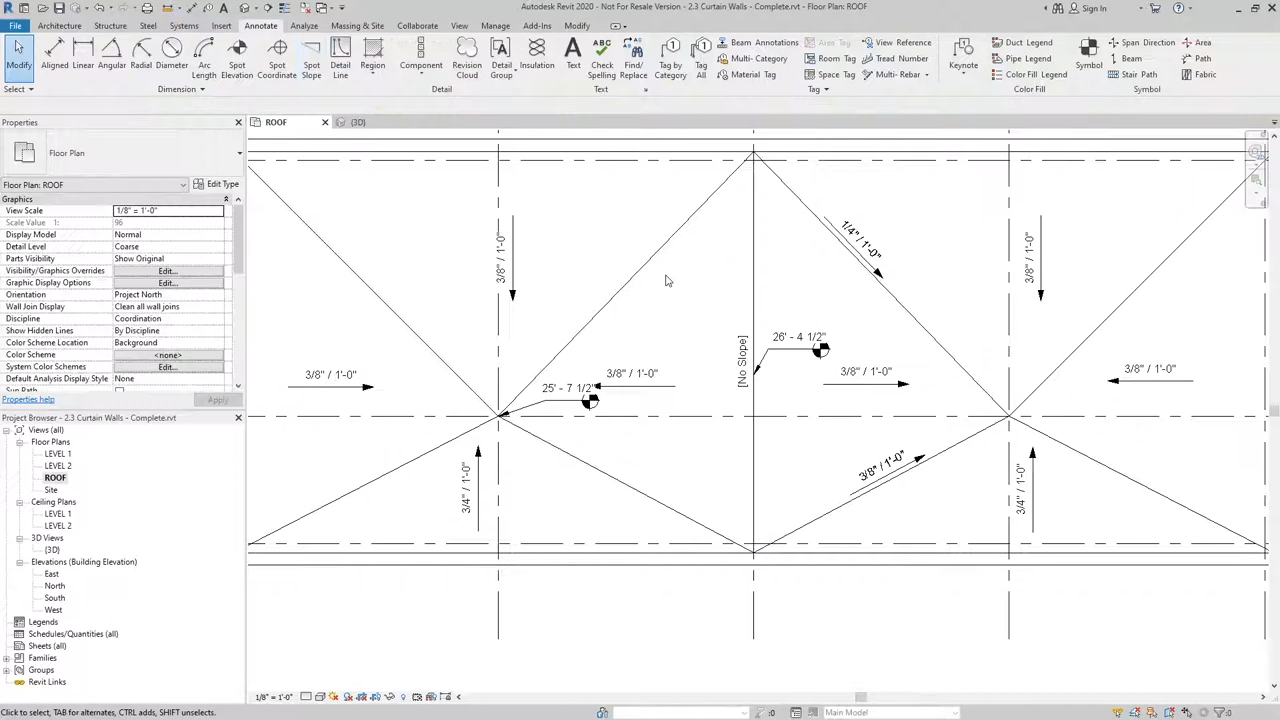 Autodesk Revit 2020 - Not For Resale Version - 2.3 Curtain Walls - Complete.rvt - Floor Plan: ROOF
Sign In
File Architecture Structure Steel Systems Insert Annotate Analyze Massing & Site Collaborate View Manage Add-Ins Modify
Modify
Aligned Linear Angular Radial Diameter
Arc Length
Spot Elevation
Spot Coordinate
Spot Slope
Detail Line
Region
Component
Revision Cloud
Detail Group
Insulation
Text
Check Spelling
Find/ Replace
Tag by Category
Tag All
Beam Annotations
Multi- Category
Material Tag
Area Tag
Room Tag
Space Tag
View Reference
Tread Number
Multi- Rebar
Keynote
Duct Legend
Pipe Legend
Color Fill Legend
Symbol
Span Direction
Beam
Stair Path
Area
Path
Fabric
Select Dimension Detail Text Tag Color Fill Symbol
Properties
ROOF
(3D)
Floor Plan
Floor Plan: ROOF
Edit Type
Graphics
View Scale 1/8" = 1'-0"
Scale Value 1: 96
Display Model Normal
Detail Level Coarse
Parts Visibility Show Original
Visibility/Graphics Overrides Edit...
Graphic Display Options Edit...
Orientation Project North
Wall Join Display Clean all wall joins
Discipline Coordination
Show Hidden Lines By Discipline
Color Scheme Location Background
Color Scheme <none>
System Color Schemes Edit...
Default Analysis Display Style None
Properties help
Apply
Project Browser - 2.3 Curtain Walls - Complete.rvt
Views (all)
Floor Plans
LEVEL 1
LEVEL 2
ROOF
Site
Ceiling Plans
LEVEL 1
LEVEL 2
3D Views
(3D)
Elevations (Building Elevation)
East
North
South
West
Legends
Schedules/Quantities (all)
Sheets (all)
Families
Groups
Revit Links
3/8" / 1'-0"
1/4" / 1'-0"
3/8" / 1'-0"
26' - 4 1/2"
[No Slope]
3/8" / 1'-0"
3/8" / 1'-0"
3/8" / 1'-0"
3/8" / 1'-0"
25' - 7 1/2"
3/4" / 1'-0"
3/8" / 1'-0"
3/4" / 1'-0"
1/8" = 1'-0"
Click to select, TAB for alternates, CTRL adds, SHIFT unselects.
:0
Main Model
:0